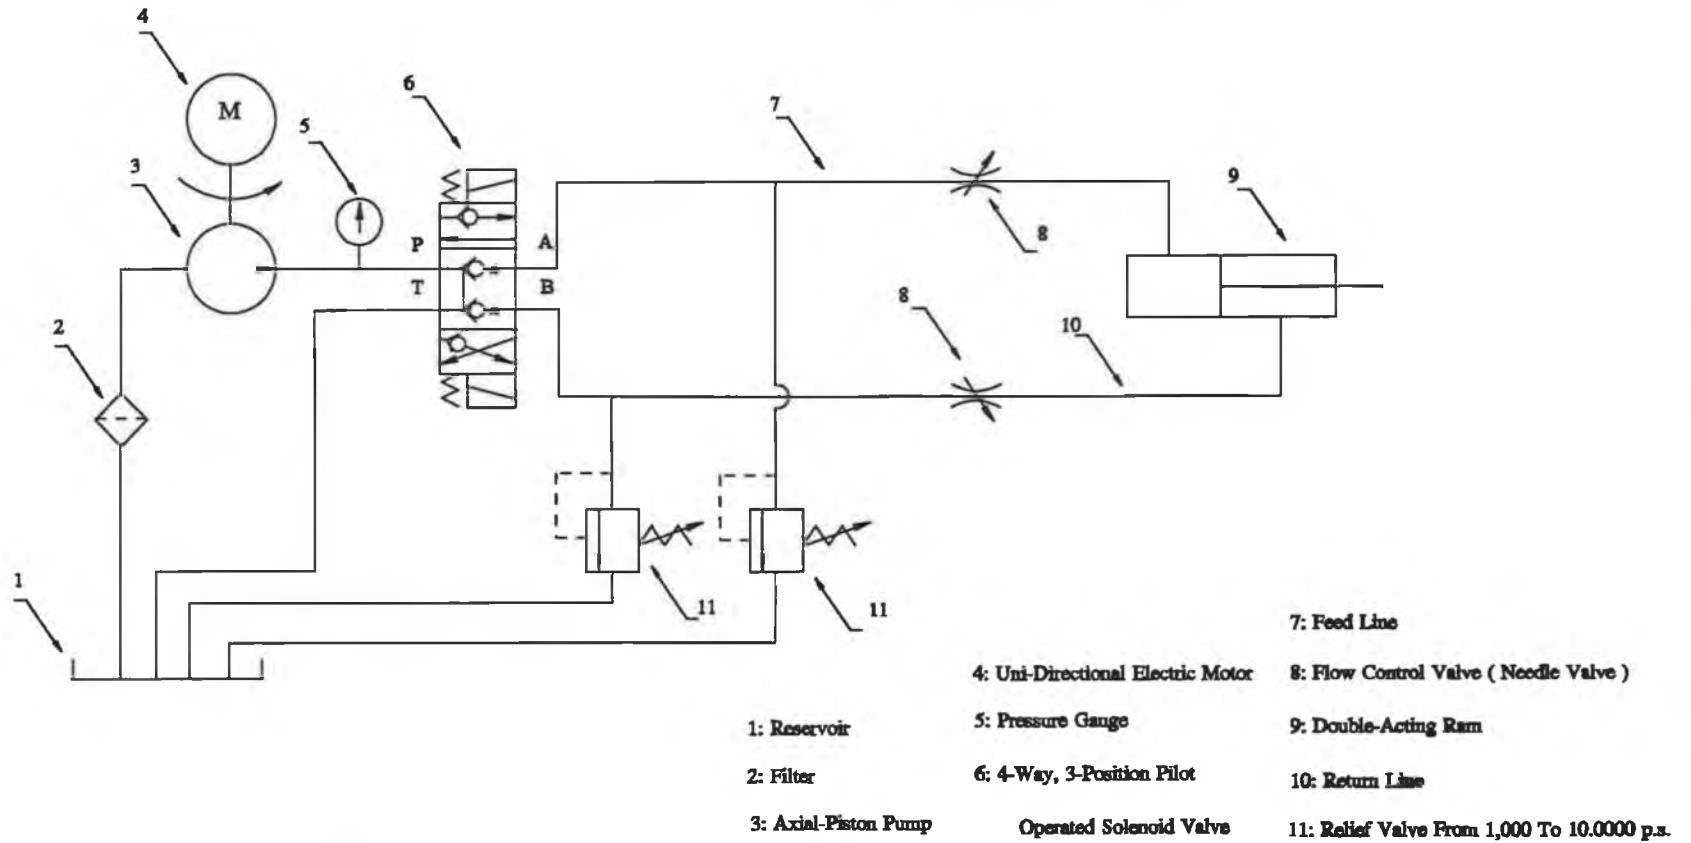 4
M
3
5
6
P
T
A
B
7
8
9
8
10
2
1
11
11
1: Reservoir
2: Filter
3: Axial-Piston Pump
4: Uni-Directional Electric Motor
5: Pressure Gauge
6: 4-Way, 3-Position Pilot
Operated Solenoid Valve
7: Feed Line
8: Flow Control Valve ( Needle Valve )
9: Double-Acting Ram
10: Return Line
11: Relief Valve From 1,000 To 10.0000 p.s.